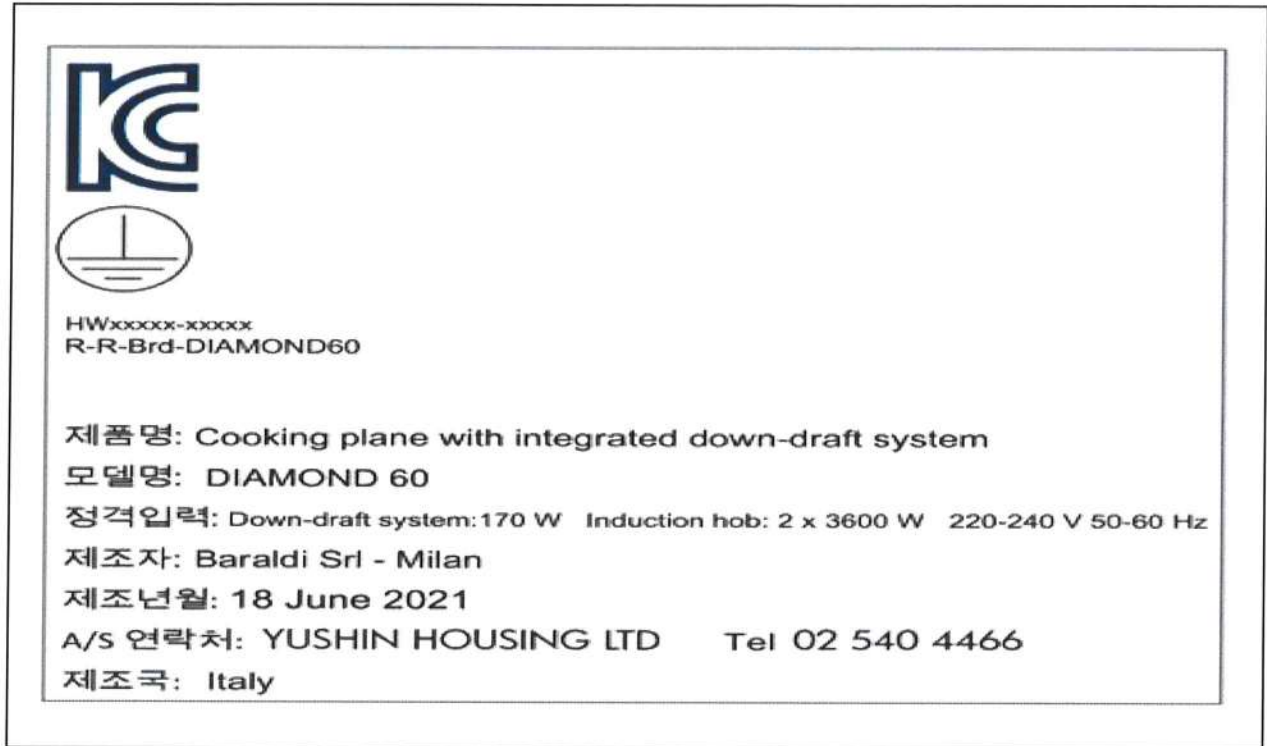 KC
HWxxxxx-xxxxx
R-R-Brd-DIAMOND60
제품명: Cooking plane with integrated down-draft system
모델명: DIAMOND 60
정격입력: Down-draft system:170 W Induction hob: 2 x 3600 W 220-240 V 50-60 Hz
제조자: Baraldi Srl - Milan
제조년월: 18 June 2021
A/S 연락처: YUSHIN HOUSING LTD Tel 02 540 4466
제조국: Italy